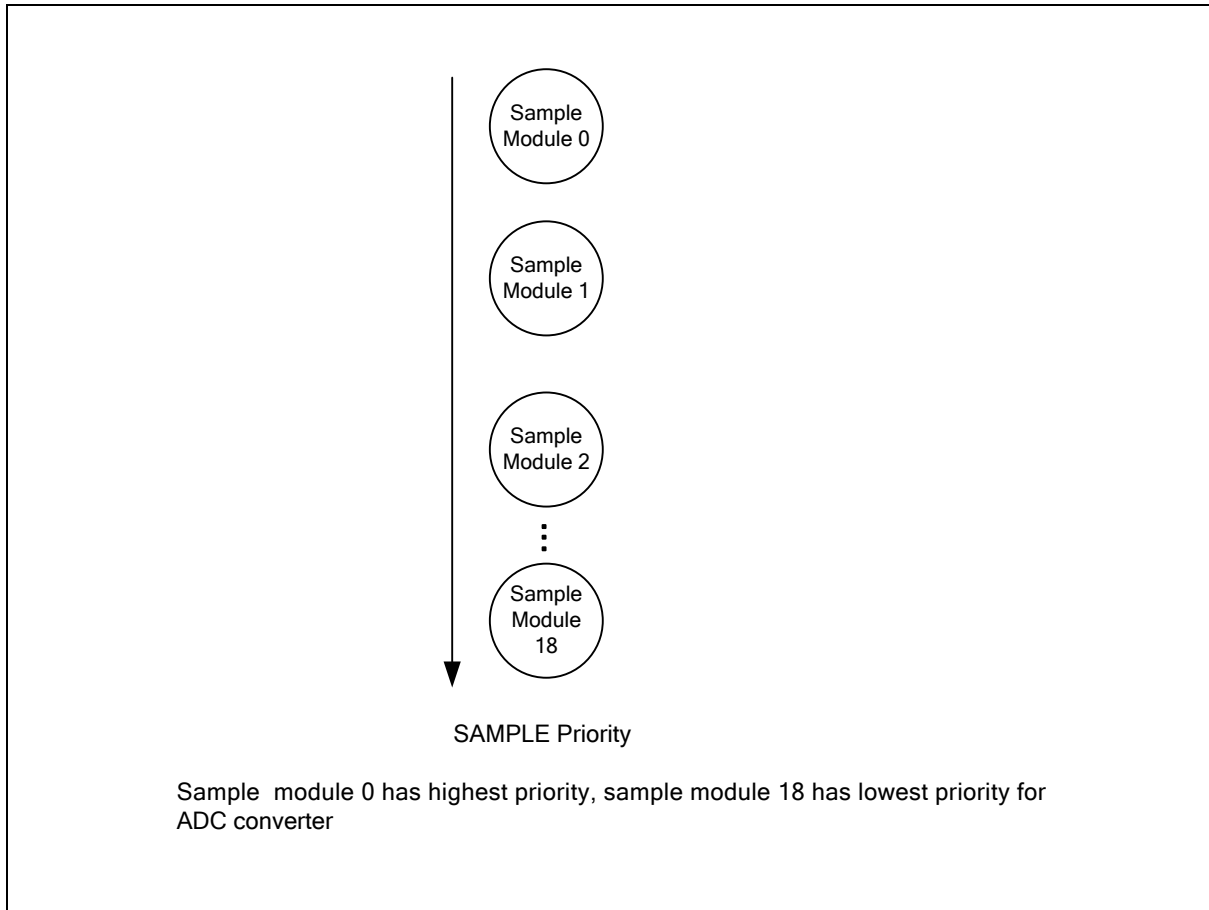 Sample
Module 0
Sample
Module 1
Sample
Module 2
Sample
Module
18
SAMPLE Priority
Sample module 0 has highest priority, sample module 18 has lowest priority for
ADC converter